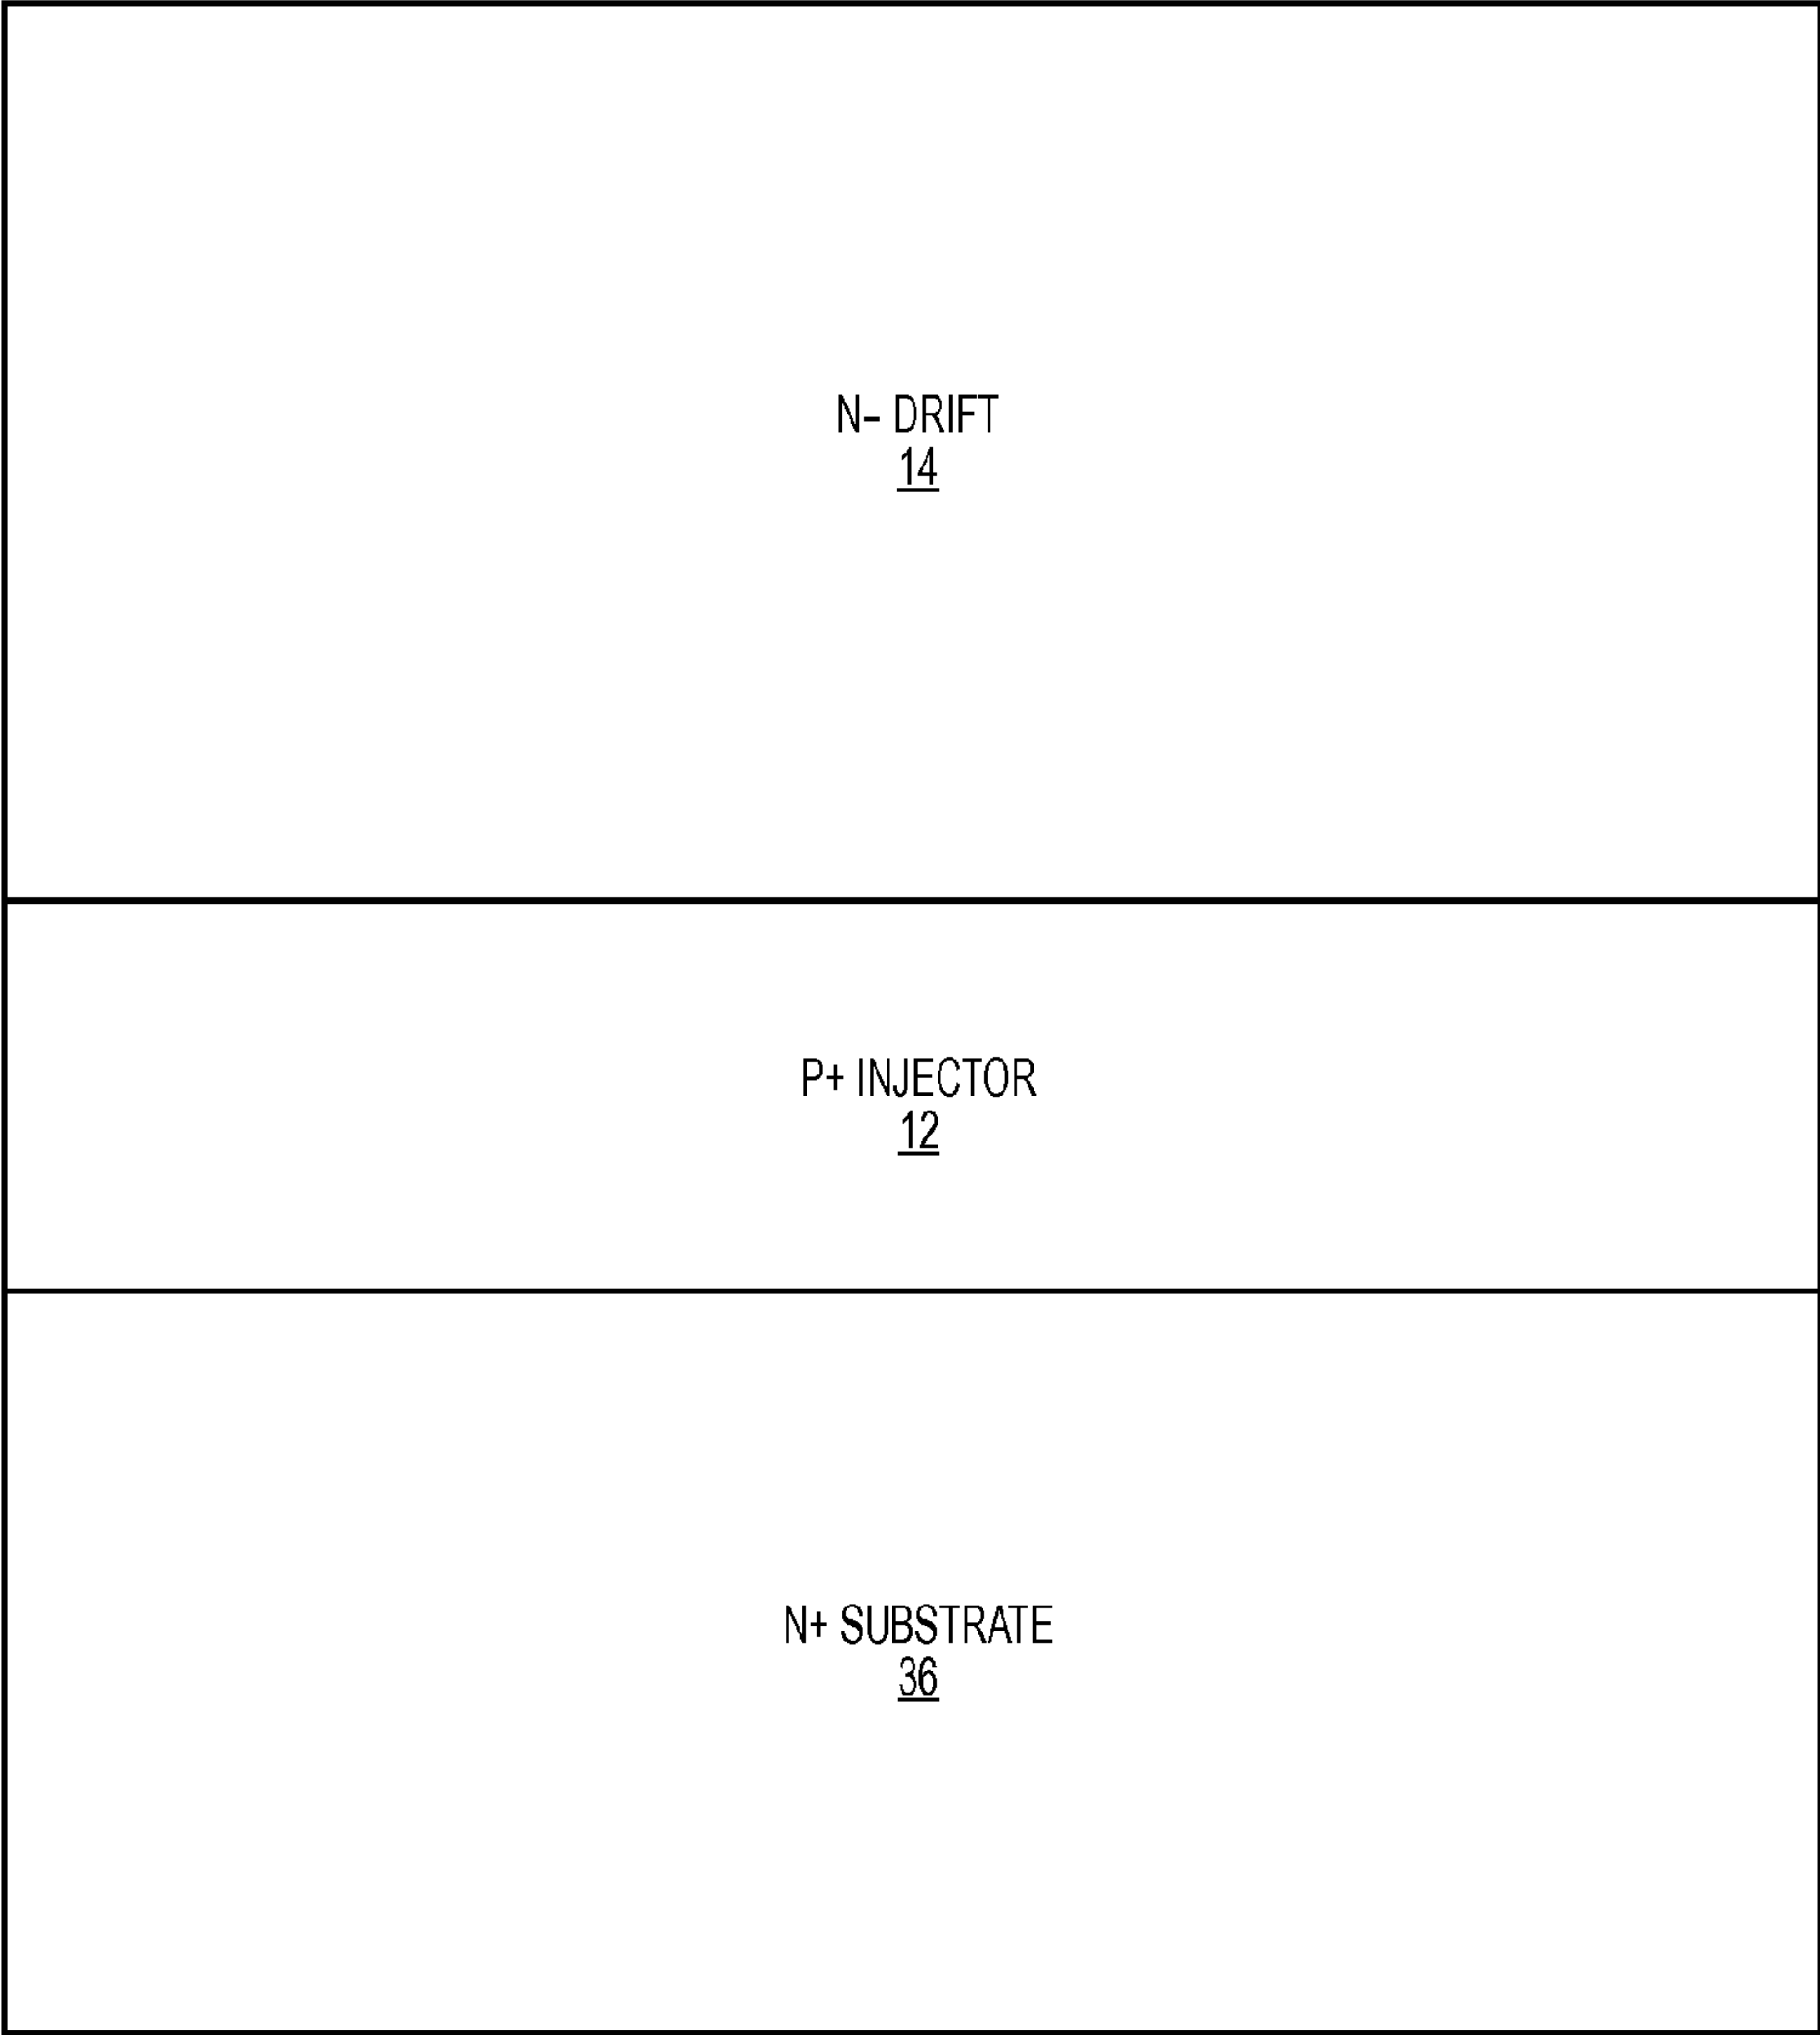 N– DRIFT
14
P+ INJECTOR
12
N+ SUBSTRATE
36